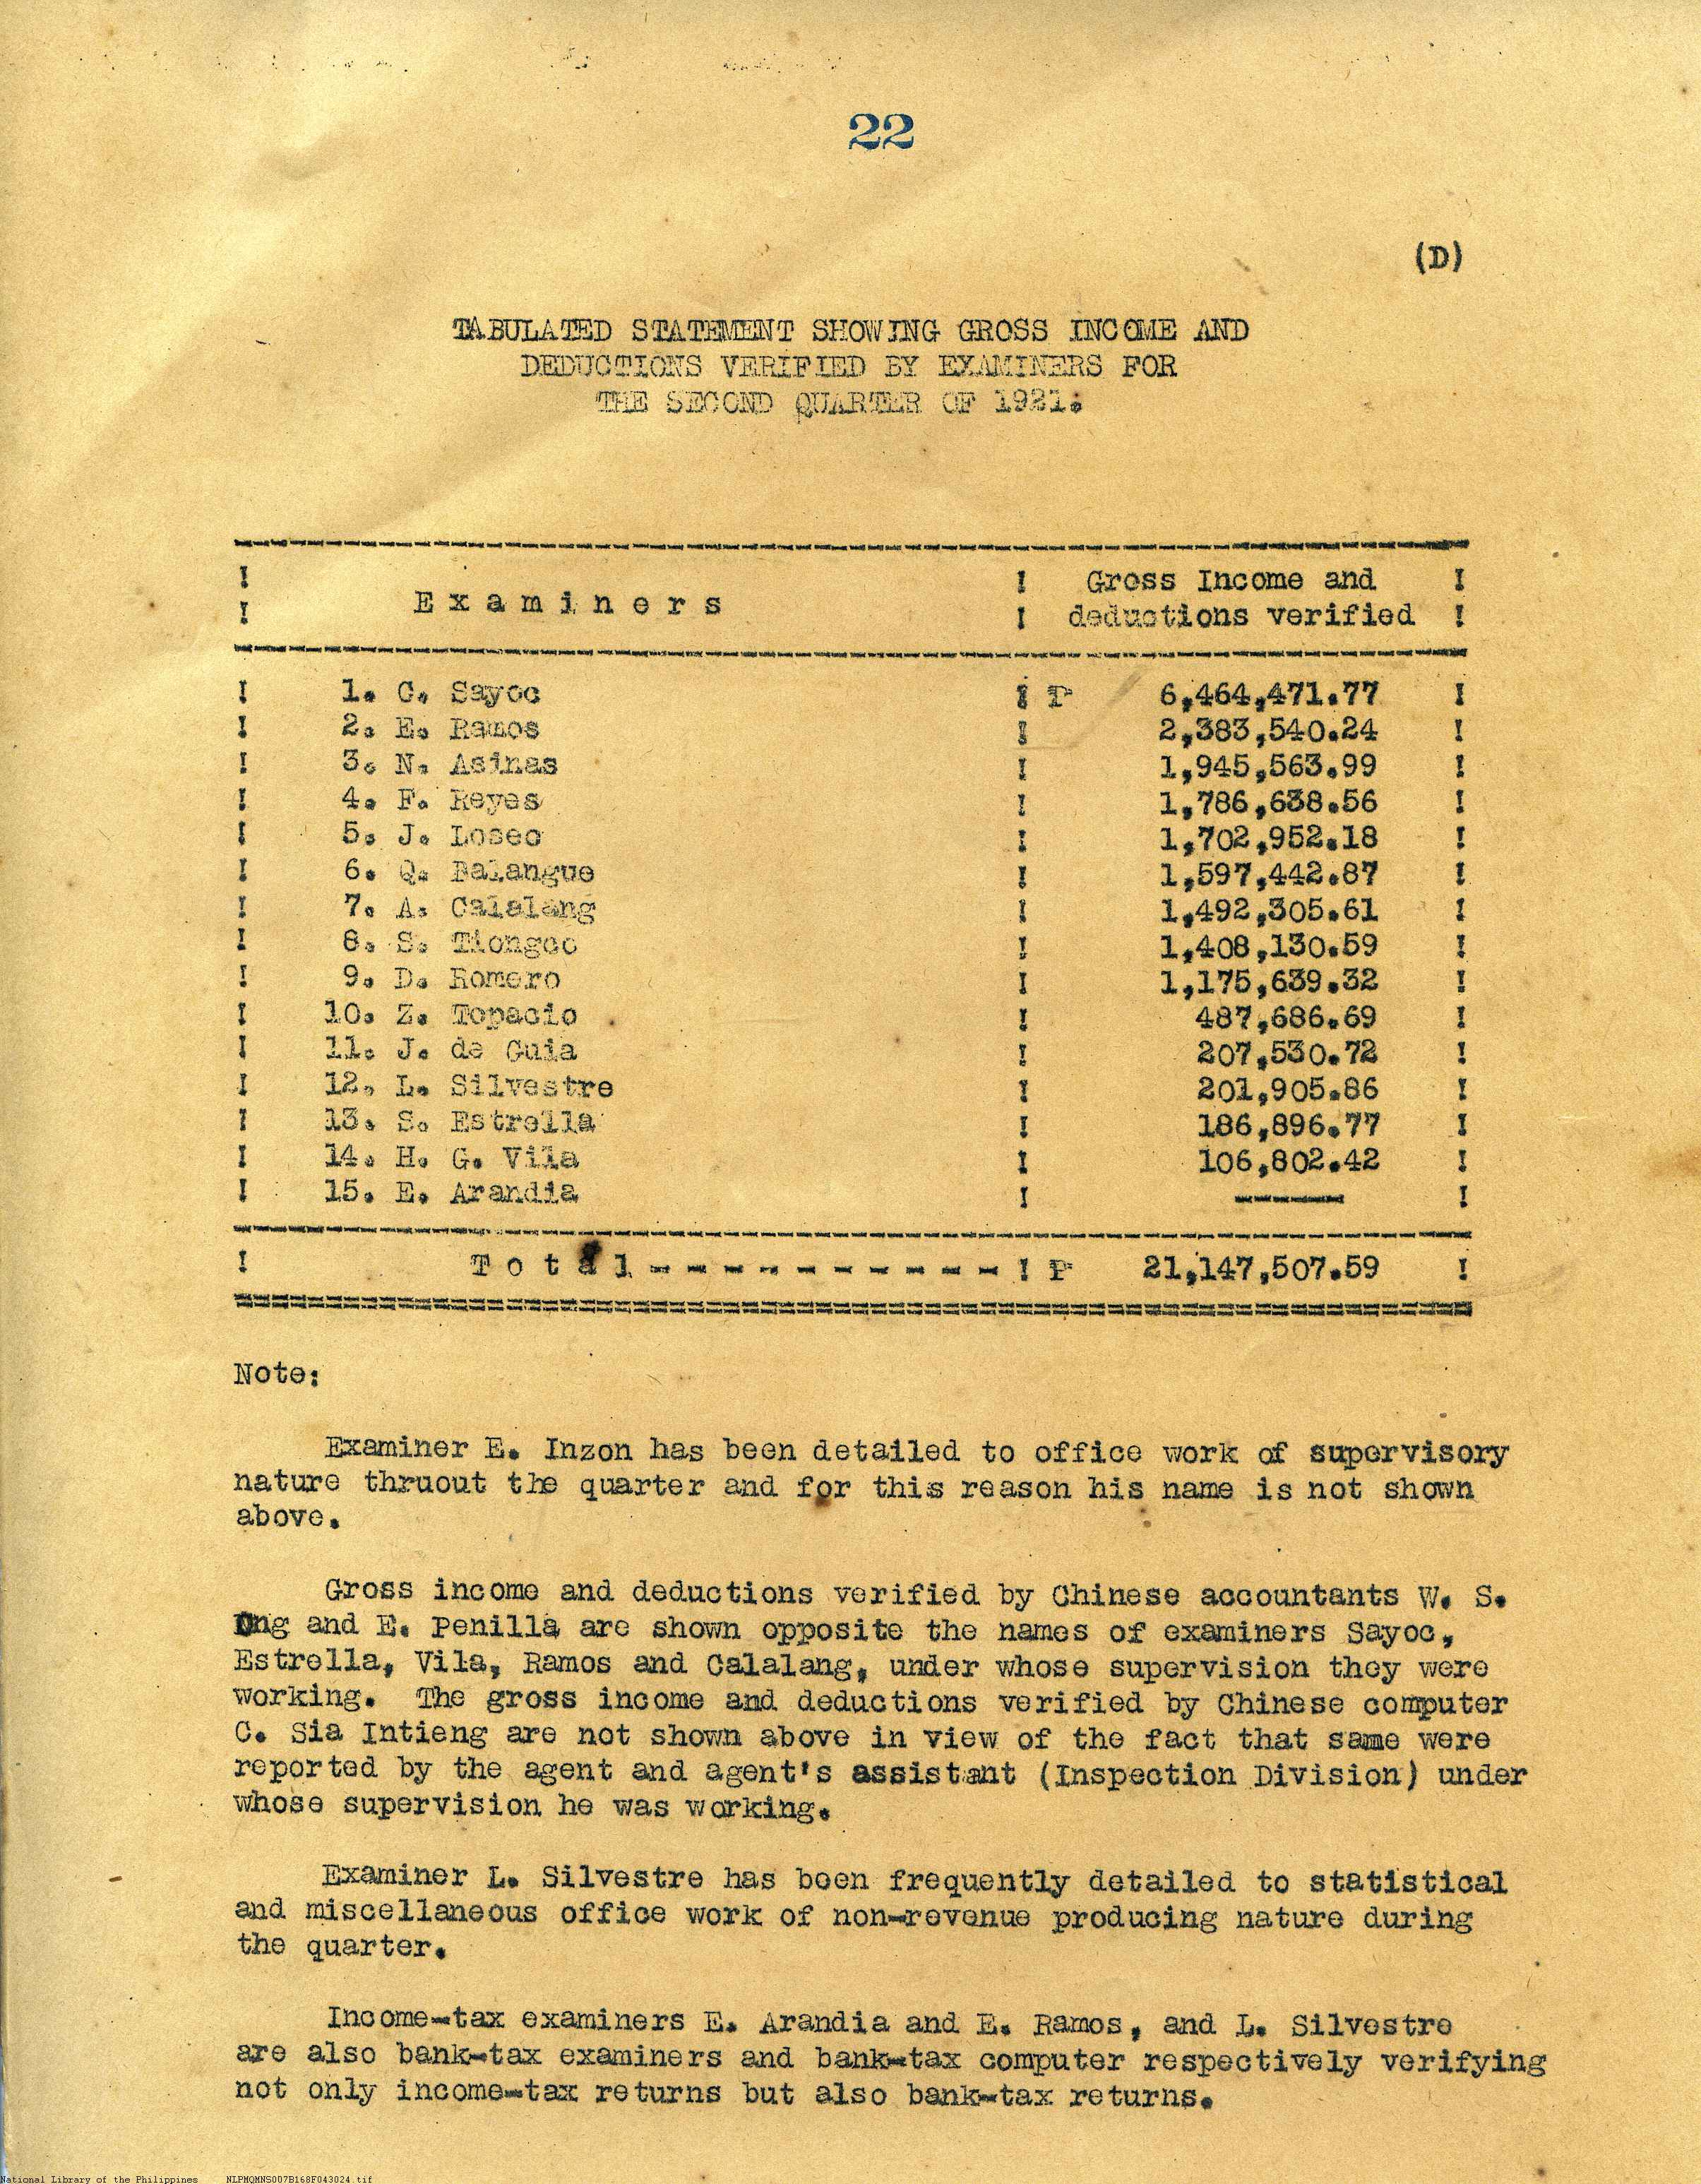 22
(D)
TABULATED STATEMENT SHOWING GROSS INCOME AND
DEDUCTIONS VERIFIED BY EXAMINERS FOR
THE SECOND QUARTER OF 1921.
! ! Gross Income and !
! Examiners ! deductions verified !
! 1. C. Sayoc ! P 6,464,471.77 !
! 2. E. Ramos ! 2,383,540.24 !
! 3. N. Asinas ! 1,945,563.99 !
! 4. F. Reyes ! 1,786,638.56 !
! 5. J. Loseo ! 1,702,952.18 !
! 6. Q. Balangue ! 1,597,442.87 !
! 7. A. Calalang ! 1,492,305.61 !
! 8. S. Tiongco ! 1,408,130.59 !
! 9. D. Romero ! 1,175,639.32 !
! 10. Z. Topacio ! 487,686.69 !
! 11. J. de Guia ! 207,530.72 !
! 12. L. Silvestre ! 201,905.86 !
! 13. S. Estrella ! 186,896.77 !
! 14. H. G. Vila ! 106,802.42 !
! 15. E. Arandia ! ------ !
! Total- - - - - - - - - - ! P 21,147,507.59 !
Note:
Examiner E. Inzon has been detailed to office work of supervisory
nature thruout the quarter and for this reason his name is not shown
above.
Gross income and deductions verified by Chinese accountants W. S.
Ong and E. Penilla are shown opposite the names of examiners Sayoc,
Estrella, Vila, Ramos and Calalang, under whose supervision they were
working. The gross income and deductions verified by Chinese computer
C. Sia Intieng are not shown above in view of the fact that same were
reported by the agent and agent's assistant (Inspection Division) under
whose supervision he was working.
Examiner L. Silvestre has been frequently detailed to statistical
and miscellaneous office work of non-revenue producing nature during
the quarter.
Income-tax examiners E. Arandia and E. Ramos, and L. Silvestre
are also bank-tax examiners and bank-tax computer respectively verifying
not only income-tax returns but also bank-tax returns.
National Library of the Philippines NLPMQMNS007B168F043024.tif